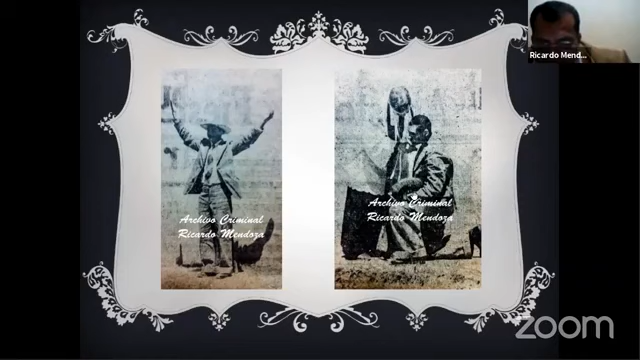 Ricardo Mend...
Archivo Criminal
Ricardo Mendoza
Archivo Criminal
Ricardo Mendoza
zoom